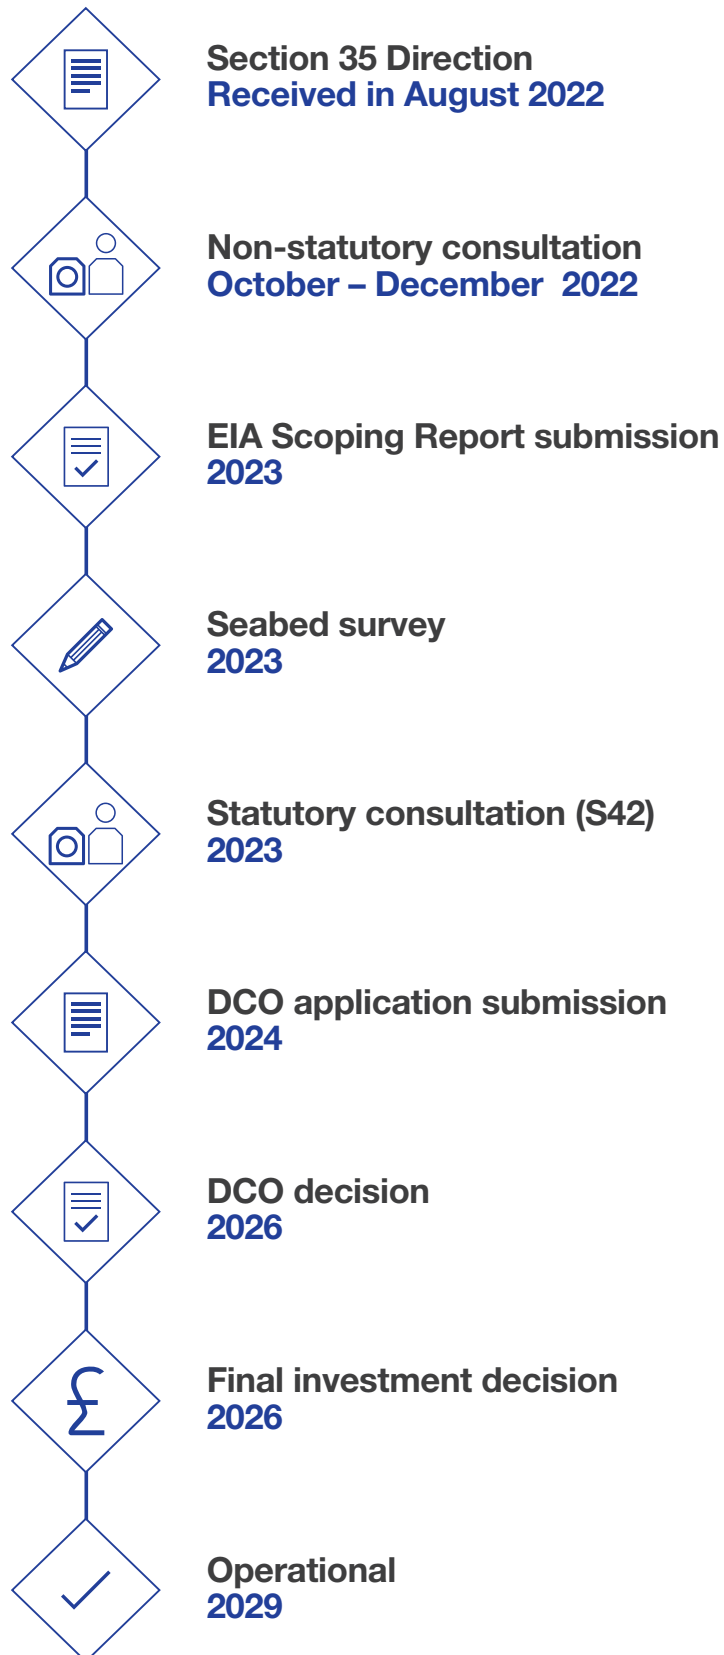 Section 35 Direction
Received in August 2022
Non-statutory consultation
October – December  2022
EIA Scoping Report submission
2023
Seabed survey
2023
Statutory consultation (S42)
2023
DCO application submission
2024
DCO decision
2026
£
Final investment decision
2026
Operational
2029